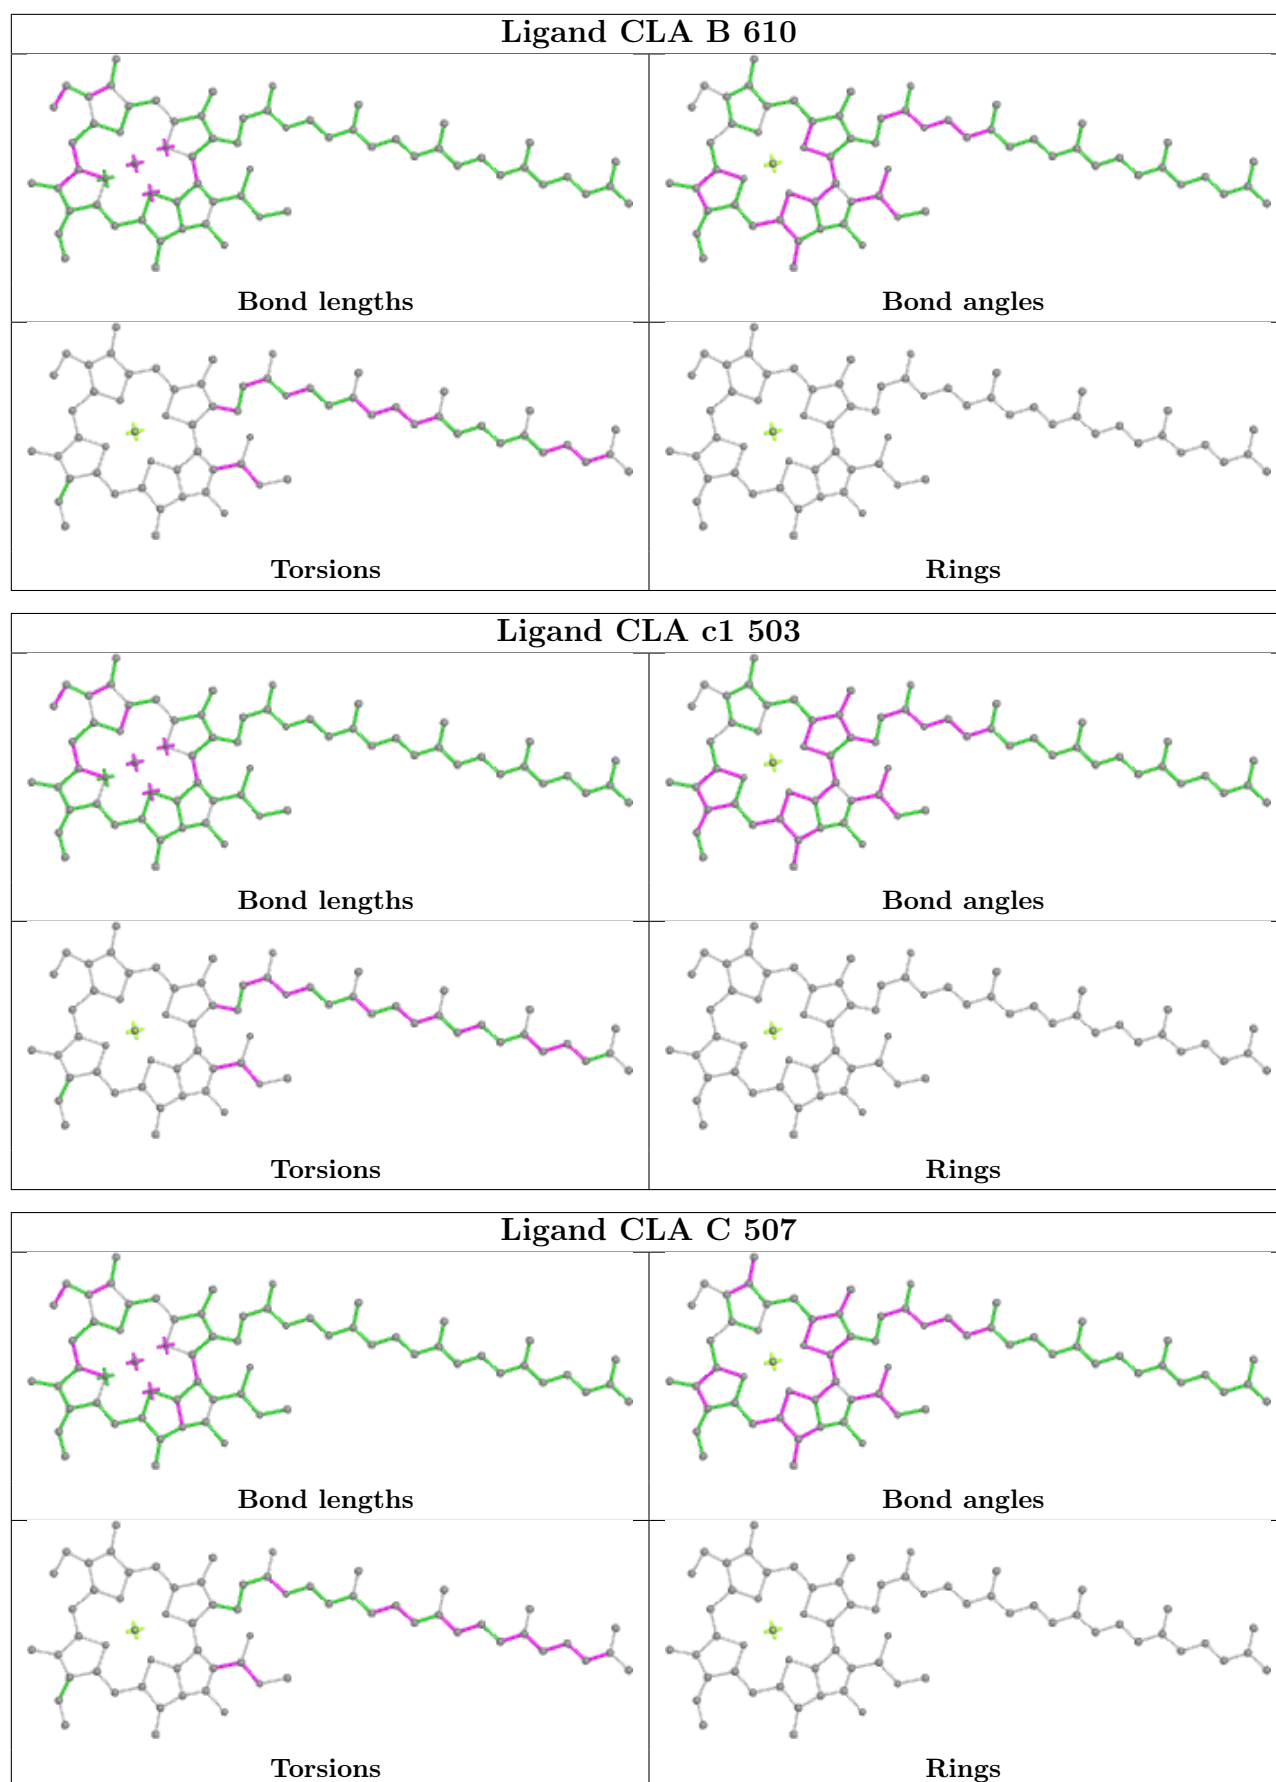 Ligand CLA B 610
Bond lengths
Bond angles
Torsions
Rings
Ligand CLA c1 503
Bond lengths
Bond angles
Torsions
Rings
Ligand CLA C 507
Bond lengths
Bond angles
Torsions
Rings